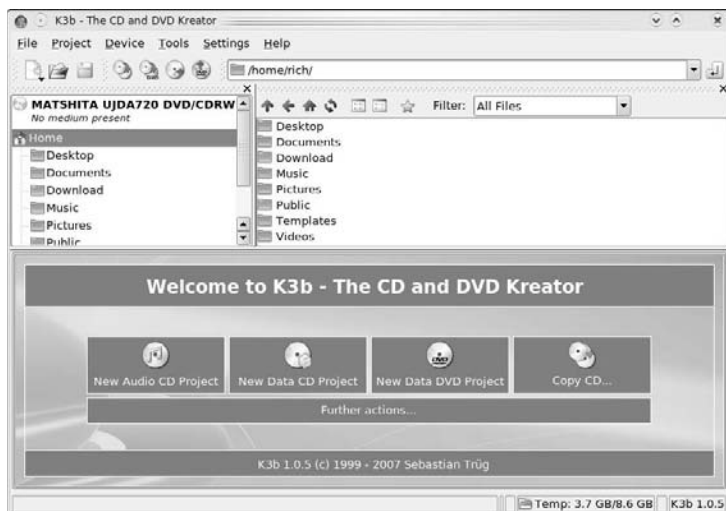 K3b - The CD and DVD Kreator
File Project Device Tools Settings Help
/home/rich/
MATSHITA UJDA720 DVD/CDRW
No medium present
Home
Desktop
Documents
Download
Music
Pictures
Public
Filter: All Files
Desktop
Documents
Download
Music
Pictures
Public
Templates
Videos
Welcome to K3b - The CD and DVD Kreator
New Audio CD Project New Data CD Project New Data DVD Project Copy CD...
Further actions...
K3b 1.0.5 (c) 1999 - 2007 Sebastian Trüg
Temp: 3.7 GB/8.6 GB K3b 1.0.5